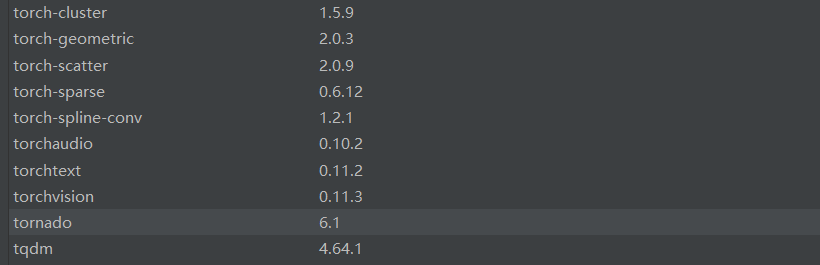 torch-cluster 1.5.9
torch-geometric 2.0.3
torch-scatter 2.0.9
torch-sparse 0.6.12
torch-spline-conv 1.2.1
torchaudio 0.10.2
torchtext 0.11.2
torchvision 0.11.3
tornado 6.1
tqdm 4.64.1